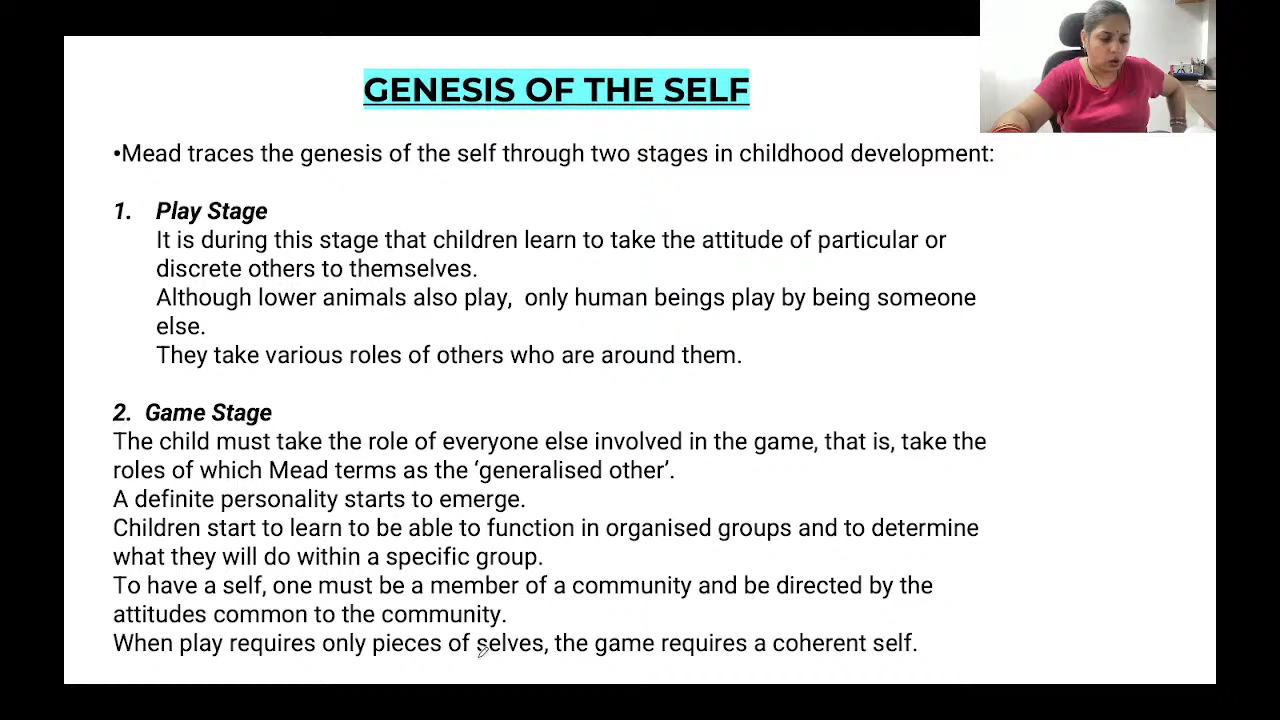 GENESIS OF THE SELF
•Mead traces the genesis of the self through two stages in childhood development:
1. Play Stage
It is during this stage that children learn to take the attitude of particular or
discrete others to themselves.
Although lower animals also play, only human beings play by being someone
else.
They take various roles of others who are around them.
2. Game Stage
The child must take the role of everyone else involved in the game, that is, take the
roles of which Mead terms as the ‘generalised other’.
A definite personality starts to emerge.
Children start to learn to be able to function in organised groups and to determine
what they will do within a specific group.
To have a self, one must be a member of a community and be directed by the
attitudes common to the community.
When play requires only pieces of selves, the game requires a coherent self.